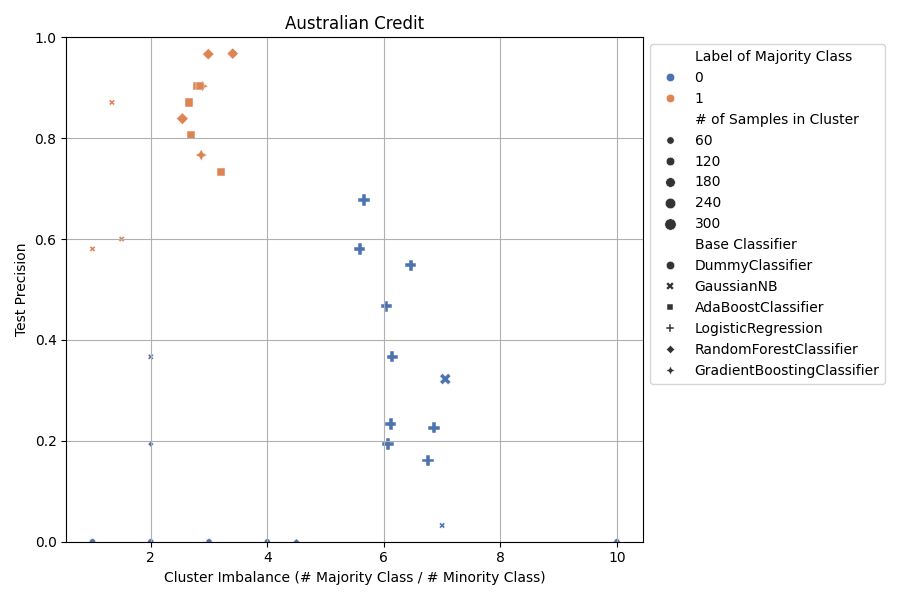 Australian Credit
Test Precision
1.0
0.8
0.6
0.4
0.2
0.0
2
4
6
8
10
Cluster Imbalance (# Majority Class / # Minority Class)
Label of Majority Class
0
1
# of Samples in Cluster
60
120
180
240
300
Base Classifier
DummyClassifier
GaussianNB
AdaBoostClassifier
LogisticRegression
RandomForestClassifier
GradientBoostingClassifier